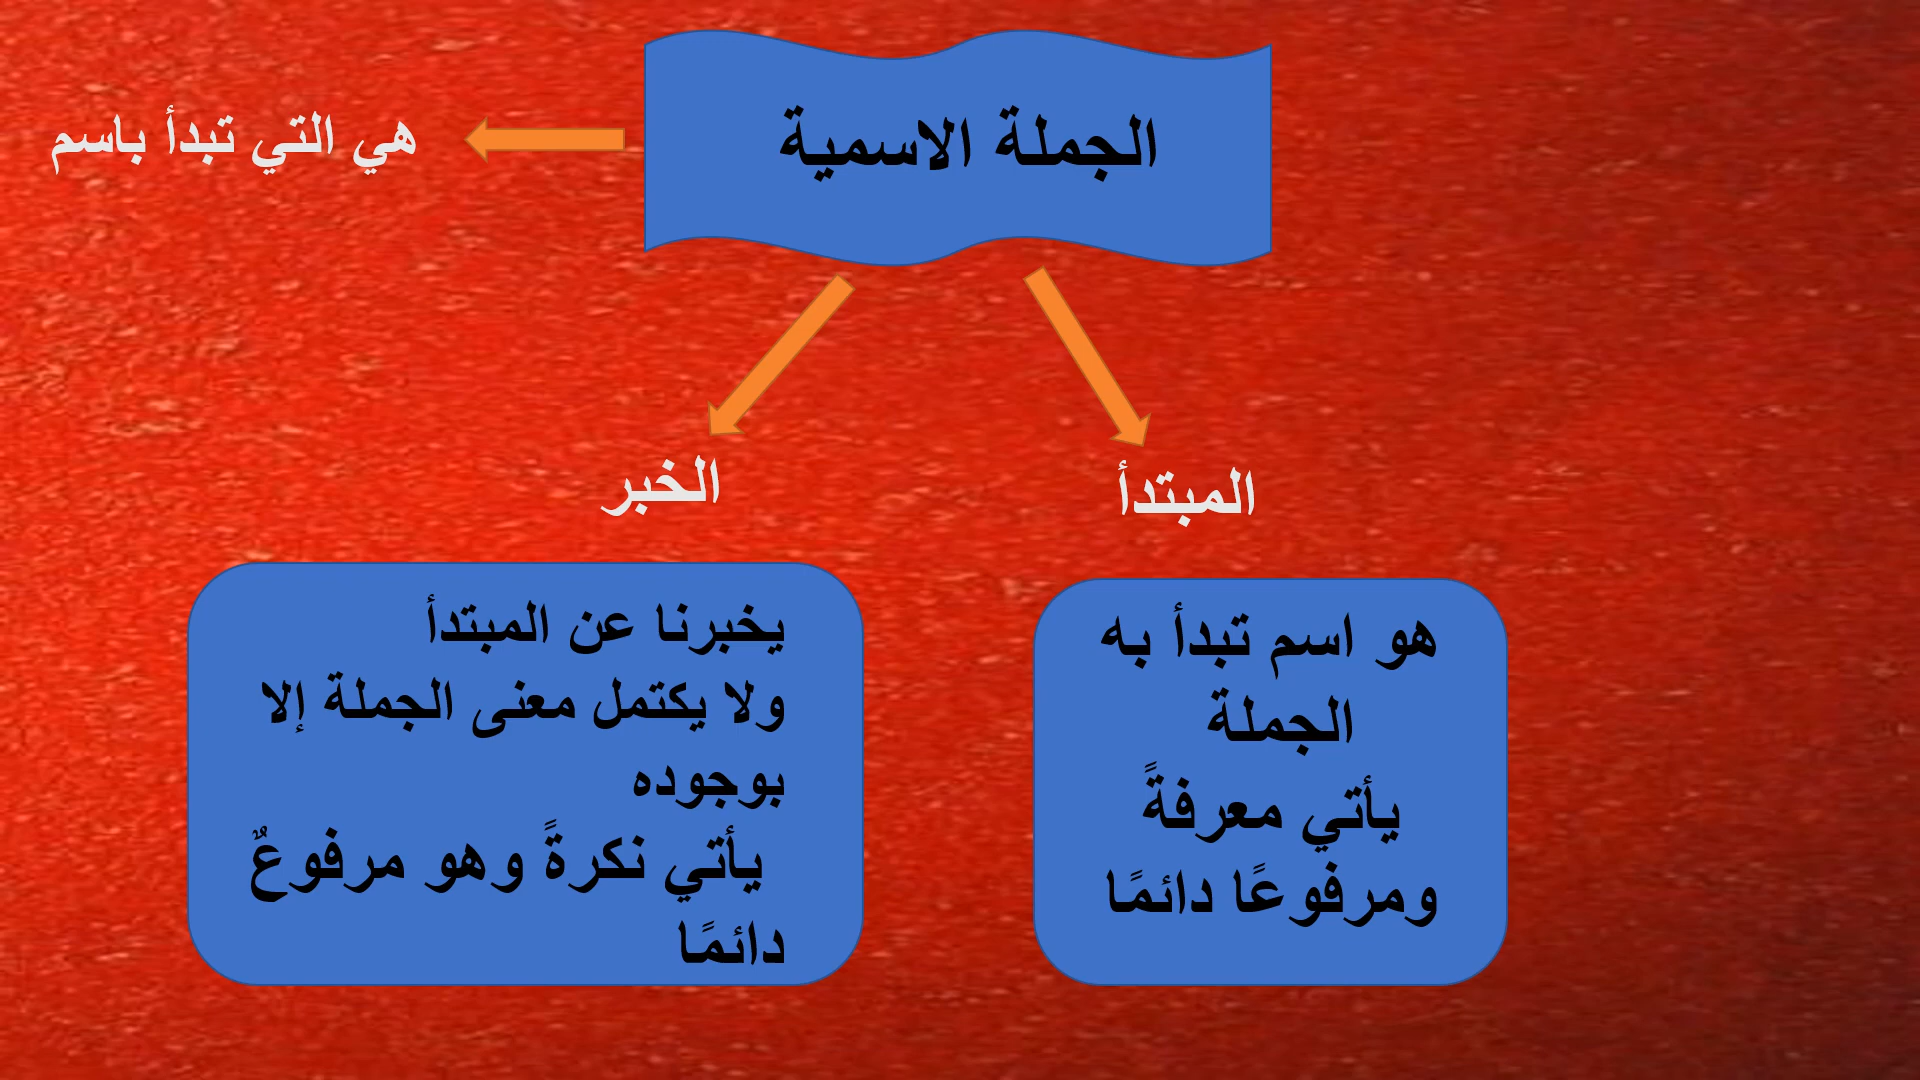 الجملة الاسمية
هي التي تبدأ باسم
المبتدأ
الخبر
هو اسم تبدأ به
الجملة
يأتي معرفةً
ومرفوعًا دائمًا
يخبرنا عن المبتدأ
ولا يكتمل معنى الجملة إلا
بوجوده
يأتي نكرةً وهو مرفوعٌ
دائمًا